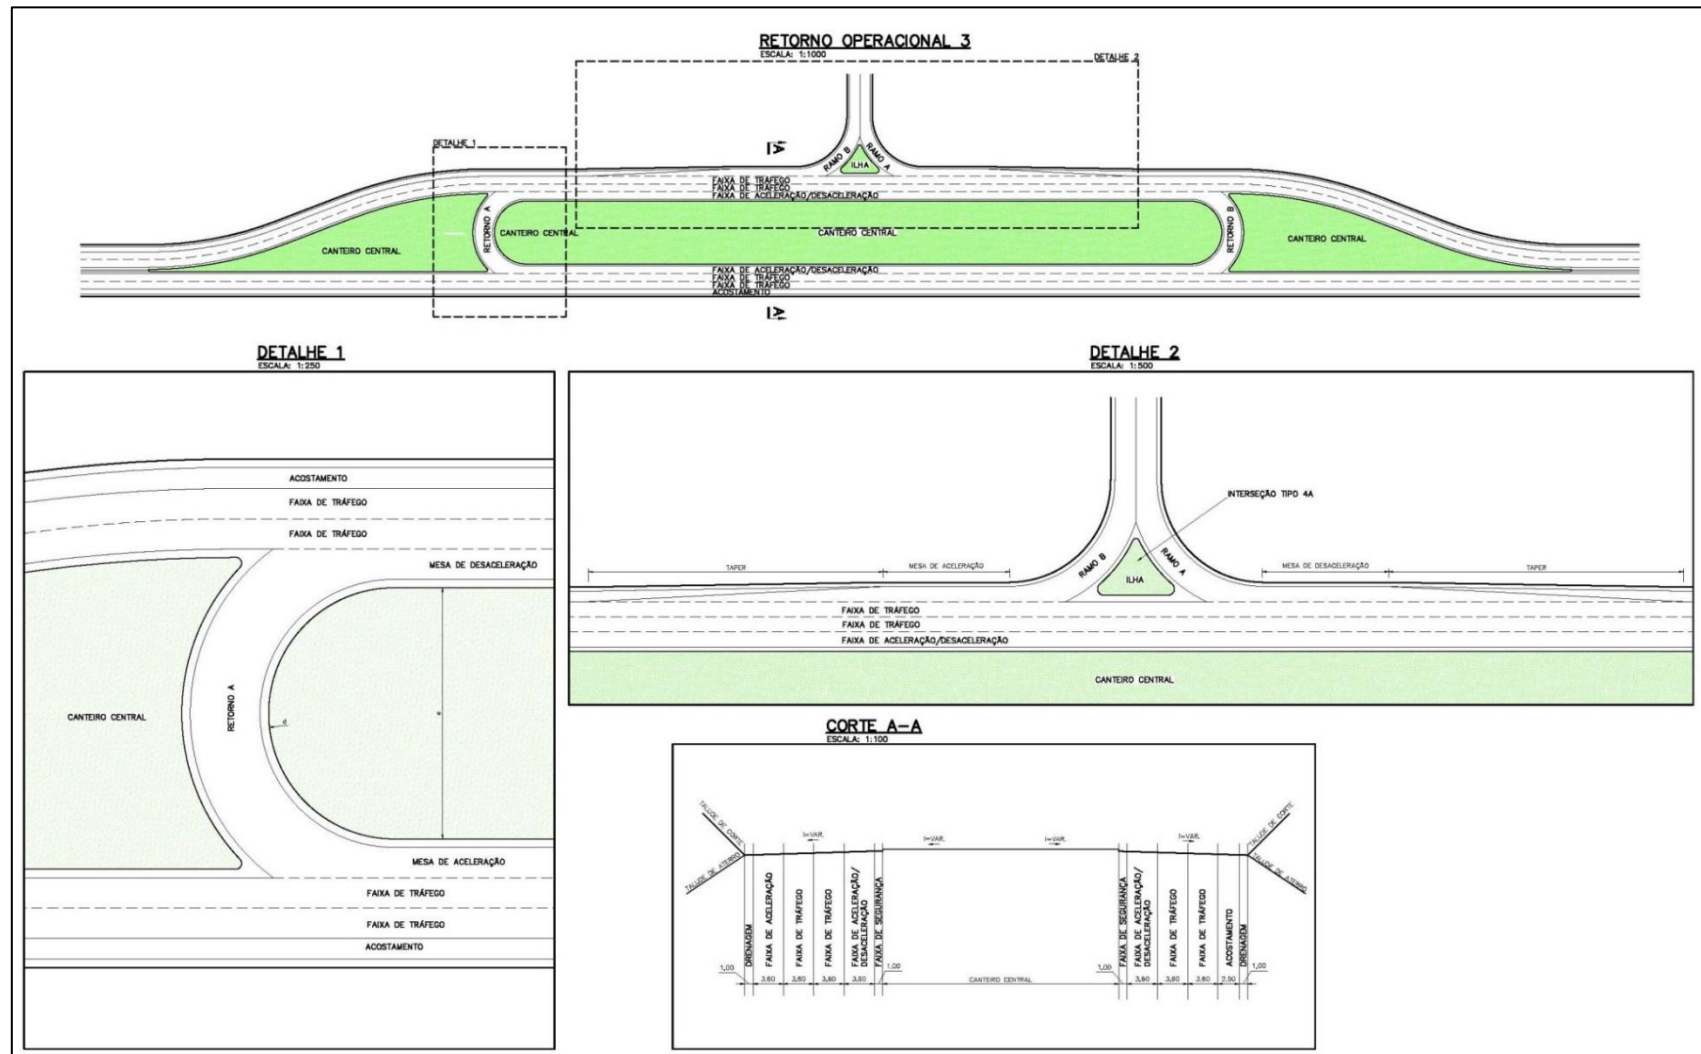 RETORNO OPERACIONAL 3
ESCALA: 1:1000
DETALHE 2
DETALHE 1
A
RAMO B
RAMO A
ILHA
FAIXA DE TRÁFEGO
FAIXA DE TRÁFEGO
FAIXA DE ACELERAÇÃO/DESACELERAÇÃO
RETORNO A
CANTEIRO CENTRAL
CANTEIRO CENTRAL
CANTEIRO CENTRAL
RETORNO B
CANTEIRO CENTRAL
FAIXA DE ACELERAÇÃO/DESACELERAÇÃO
FAIXA DE TRÁFEGO
FAIXA DE TRÁFEGO
ACOSTAMENTO
A
DETALHE 1
ESCALA: 1:250
ACOSTAMENTO
FAIXA DE TRÁFEGO
FAIXA DE TRÁFEGO
MESA DE DESACELERAÇÃO
CANTEIRO CENTRAL
RETORNO A
MESA DE ACELERAÇÃO
FAIXA DE TRÁFEGO
FAIXA DE TRÁFEGO
ACOSTAMENTO
DETALHE 2
ESCALA: 1:500
INTERSEÇÃO TIPO 4A
TAPER
MESA DE ACELERAÇÃO
RAMO B
RAMO A
ILHA
MESA DE DESACELERAÇÃO
TAPER
FAIXA DE TRÁFEGO
FAIXA DE TRÁFEGO
FAIXA DE ACELERAÇÃO/DESACELERAÇÃO
CANTEIRO CENTRAL
CORTE A-A
ESCALA: 1:100
TALUDE DE CORTE
TALUDE DE ATERRO
I=VAR.
I=VAR.
I=VAR.
I=VAR.
TALUDE DE CORTE
TALUDE DE ATERRO
DRENAGEM
FAIXA DE ACELERAÇÃO
FAIXA DE TRÁFEGO
FAIXA DE TRÁFEGO
FAIXA DE ACELERAÇÃO/
DESACELERAÇÃO
FAIXA DE SEGURANÇA
FAIXA DE SEGURANÇA
FAIXA DE ACELERAÇÃO/
DESACELERAÇÃO
FAIXA DE TRÁFEGO
FAIXA DE TRÁFEGO
ACOSTAMENTO
DRENAGEM
1,00
3,60
3,60
3,60
3,60
1,00
CANTEIRO CENTRAL
1,00
3,60
3,60
3,60
2,50
1,00